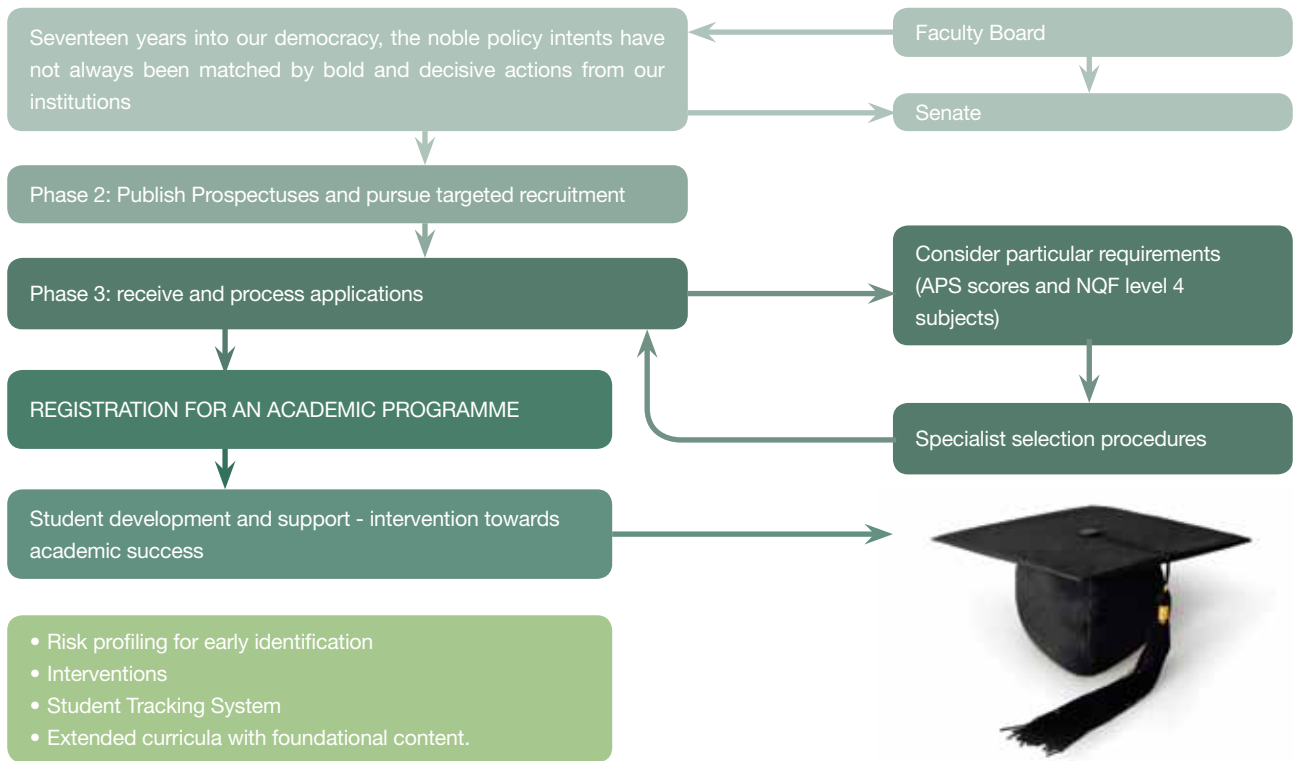 Seventeen years into our democracy, the noble policy intents have
not always been matched by bold and decisive actions from our
institutions
Faculty Board
Senate
Phase 2: Publish Prospectuses and pursue targeted recruitment
Phase 3: receive and process applications
Consider particular requirements
(APS scores and NQF level 4
subjects)
REGISTRATION FOR AN ACADEMIC PROGRAMME
Specialist selection procedures
Student development and support - intervention towards
academic success
• Risk profiling for early identification
• Interventions
• Student Tracking System
• Extended curricula with foundational content.